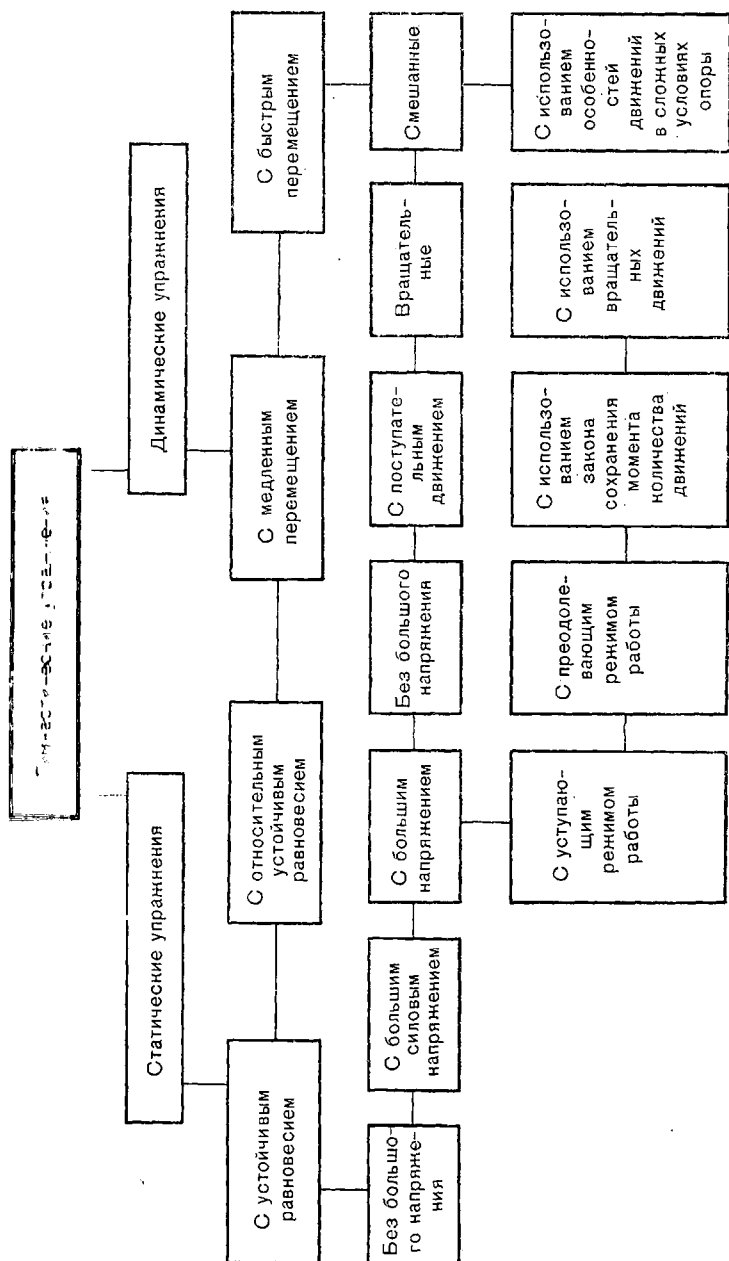 Статические упражнения
Динамические упражнения
С устойчивым
равновесием
С относительным
устойчивым
равновесием
С медленным
перемещением
С быстрым
перемещением
Без большо-
го напряже-
ния
С большим
силовым
напряжением
С большим
напряжением
Без большого
напряжения
С поступате-
льным
движением
Вращатель-
ные
Смешанные
С уступаю-
щим
режимом
работы
С преодоле-
вающим
режимом
работы
С использо-
ванием
закона
сохранения
момента
количества
движений
С использо-
ванием
вращатель-
ных
движений
С использо-
ванием
особенно-
стей
движений
в сложных
условиях
опоры